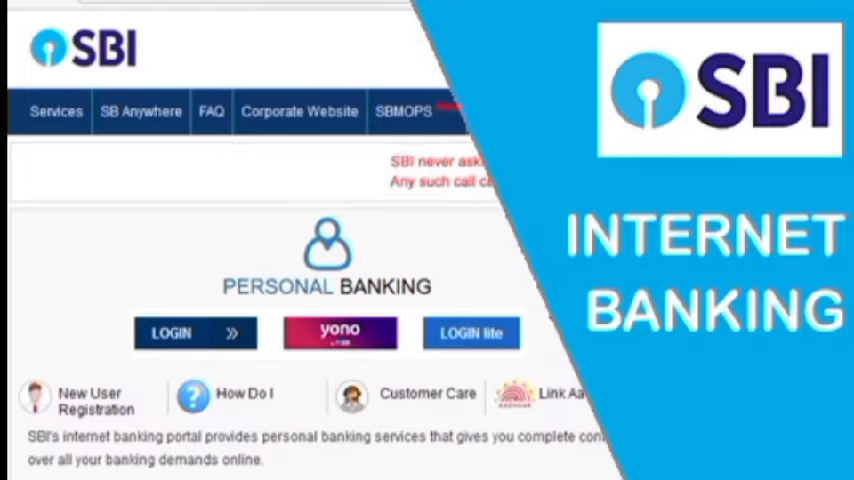 SBI
SBI
Services SB Anywhere FAQ Corporate Website SBMOPS
SBI never ask
Any such call c
INTERNET
BANKING
PERSONAL BANKING
LOGIN >> yono LOGIN lite
New User
Registration
How Do I
Customer Care
Link Aa
SBI's internet banking portal provides personal banking services that gives you complete con
over all your banking demands online.